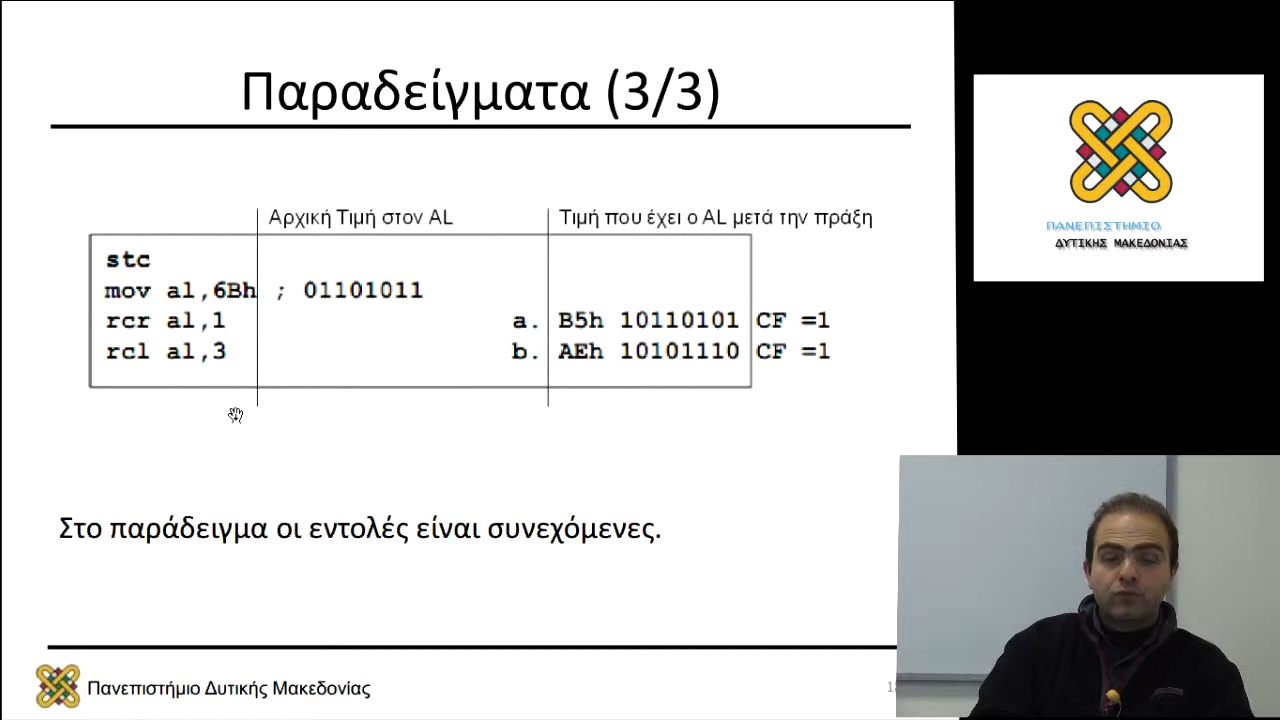 Παραδείγματα (3/3)
Αρχική Τιμή στον AL
Τιμή που έχει ο AL μετά την πράξη
stc
mov al,6Bh ; 01101011
rcr al,1 a. B5h 10110101 CF =1
rcl al,3 b. AEh 10101110 CF =1
Στο παράδειγμα οι εντολές είναι συνεχόμενες.
Πανεπιστήμιο Δυτικής Μακεδονίας
ΠΑΝΕΠΙΣΤΗΜΙΟ
ΔΥΤΙΚΗΣ ΜΑΚΕΔΟΝΙΑΣ